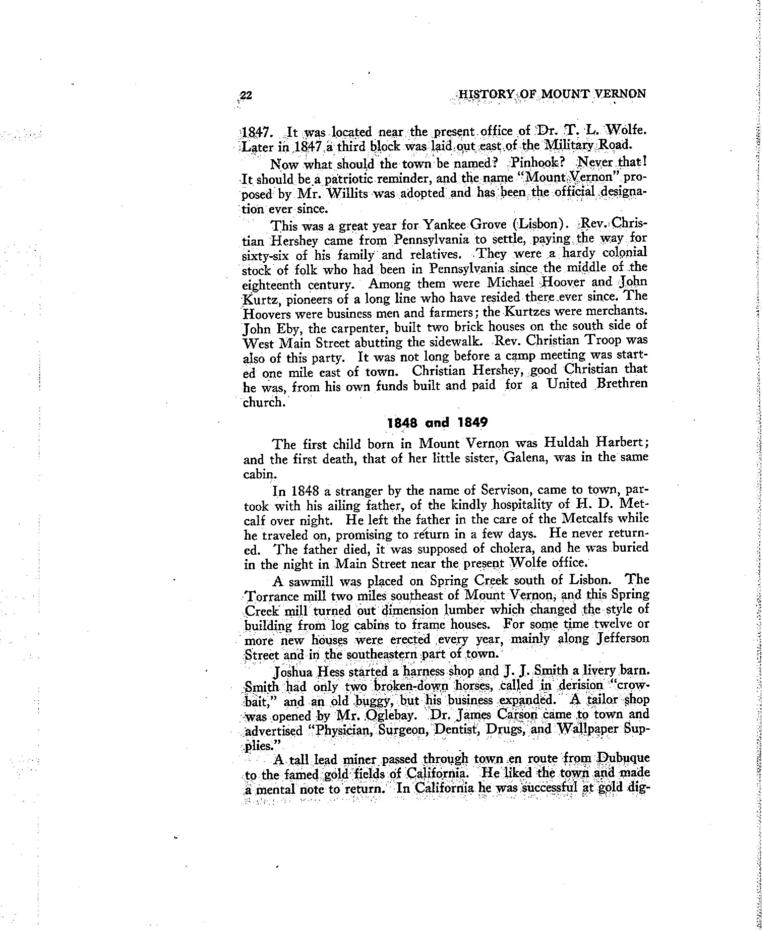 22 HISTORY OF MOUNT VERNON
1847. It was located near the present office of Dr. T. L. Wolfe.
Later in 1847 a third block was laid out east of the Military Road.
Now what should the town be named? Pinhook? Never that!
It should be a patriotic reminder, and the name "Mount Vernon" pro-
posed by Mr. Willits was adopted and has been the official designa-
tion ever since.
This was a great year for Yankee Grove (Lisbon). Rev. Chris-
tian Hershey came from Pennsylvania to settle, paying the way for
sixty-six of his family and relatives. They were a hardy colonial
stock of folk who had been in Pennsylvania since the middle of the
eighteenth century. Among them were Michael Hoover and John
Kurtz, pioneers of a long line who have resided there ever since. The
Hoovers were business men and farmers; the Kurtzes were merchants.
John Eby, the carpenter, built two brick houses on the south side of
West Main Street abutting the sidewalk. Rev. Christian Troop was
also of this party. It was not long before a camp meeting was start-
ed one mile east of town. Christian Hershey, good Christian that
he was, from his own funds built and paid for a United Brethren
church.
1848 and 1849
The first child born in Mount Vernon was Huldah Harbert;
and the first death, that of her little sister, Galena, was in the same
cabin.
In 1848 a stranger by the name of Servison, came to town, par-
took with his ailing father, of the kindly hospitality of H. D. Met-
calf over night. He left the father in the care of the Metcalfs while
he traveled on, promising to return in a few days. He never return-
ed. The father died, it was supposed of cholera, and he was buried
in the night in Main Street near the present Wolfe office.
A sawmill was placed on Spring Creek south of Lisbon. The
Torrance mill two miles southeast of Mount Vernon, and this Spring
Creek mill turned out dimension lumber which changed the style of
building from log cabins to frame houses. For some time twelve or
more new houses were erected every year, mainly along Jefferson
Street and in the southeastern part of town.
Joshua Hess started a harness shop and J. J. Smith a livery barn.
Smith had only two broken-down horses, called in derision "crow-
bait," and an old buggy, but his business expanded. A tailor shop
was opened by Mr. Oglebay. Dr. James Carson came to town and
advertised "Physician, Surgeon, Dentist, Drugs, and Wallpaper Sup-
plies."
A tall lead miner passed through town en route from Dubuque
to the famed gold fields of California. He liked the town and made
a mental note to return. In California he was successful at gold dig-